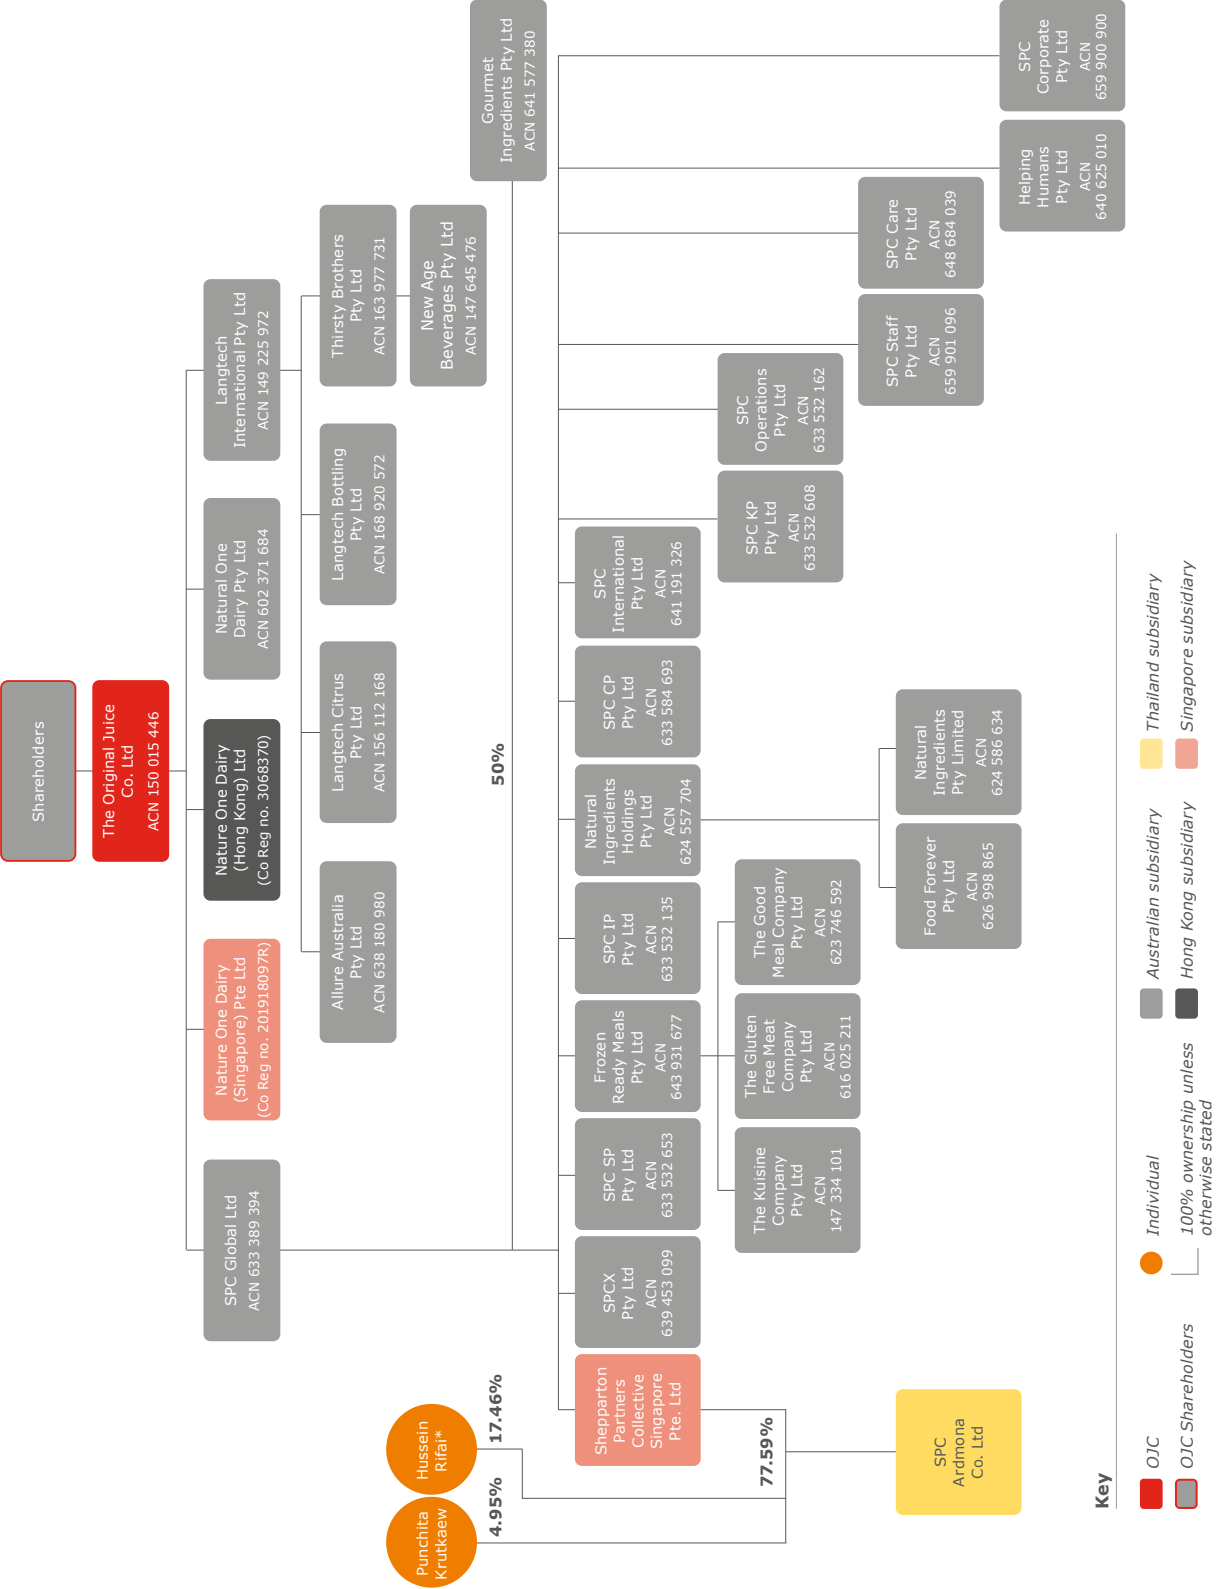 Shareholders
The Original Juice
Co. Ltd
ACN 150 015 446
SPC Global Ltd
ACN 633 389 394
Nature One Dairy
(Singapore) Pte Ltd
(Co Reg no. 201918097R)
Nature One Dairy
(Hong Kong) Ltd
(Co Reg no. 3068370)
Natural One
Dairy Pty Ltd
ACN 602 371 684
Langtech
International Pty Ltd
ACN 149 225 972
Allure Australia
Pty Ltd
ACN 638 180 980
Langtech Citrus
Pty Ltd
ACN 156 112 168
Langtech Bottling
Pty Ltd
ACN 168 920 572
Thirsty Brothers
Pty Ltd
ACN 163 977 731
New Age
Beverages Pty Ltd
ACN 147 645 476
Punchita
Krutkaew
Hussein
Rifai*
4.95%
17.46%
50%
Gourmet
Ingredients Pty Ltd
ACN 641 577 380
Shepparton
Partners
Collective
Singapore
Pte. Ltd
SPCX
Pty Ltd
ACN
639 453 099
SPC SP
Pty Ltd
ACN
633 532 653
Frozen
Ready Meals
Pty Ltd
ACN
643 931 677
SPC IP
Pty Ltd
ACN
633 532 135
Natural
Ingredients
Holdings
Pty Ltd
ACN
624 557 704
SPC CP
Pty Ltd
ACN
633 584 693
SPC
International
Pty Ltd
ACN
641 191 326
SPC KP
Pty Ltd
ACN
633 532 608
SPC
Operations
Pty Ltd
ACN
633 532 162
SPC Staff
Pty Ltd
ACN
659 901 096
SPC Care
Pty Ltd
ACN
648 684 039
Helping
Humans
Pty Ltd
ACN
640 625 010
SPC
Corporate
Pty Ltd
ACN
659 900 900
77.59%
The Kuisine
Company
Pty Ltd
ACN
147 334 101
The Gluten
Free Meat
Company
Pty Ltd
ACN
616 025 211
The Good
Meal Company
Pty Ltd
ACN
623 746 592
SPC
Ardmona
Co. Ltd
Food Forever
Pty Ltd
ACN
626 998 865
Natural
Ingredients
Pty Limited
ACN
624 586 634
Key
OJC
Individual
Australian subsidiary
Thailand subsidiary
OJC Shareholders
100% ownership unless
otherwise stated
Hong Kong subsidiary
Singapore subsidiary